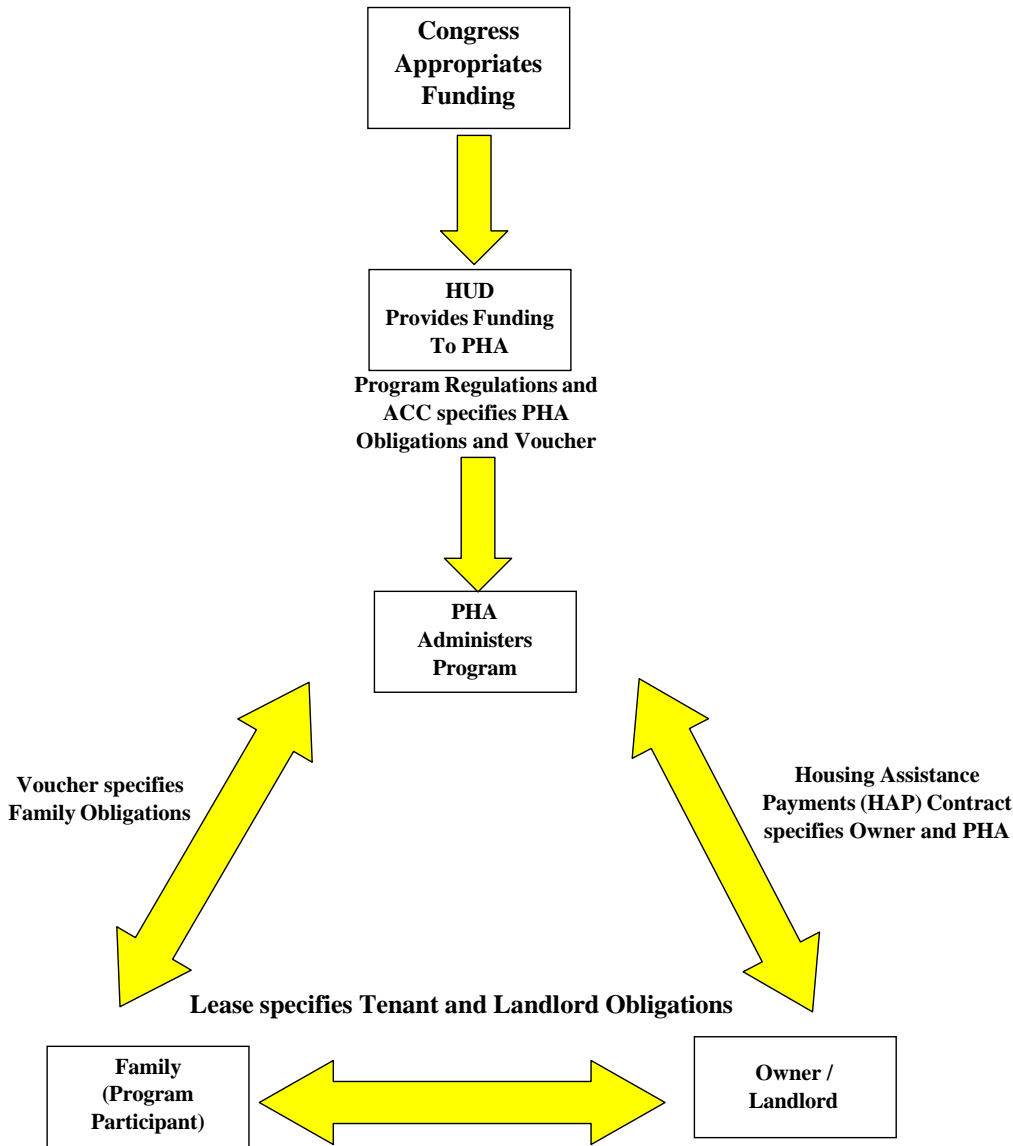 Congress
Appropriates
Funding
HUD
Provides Funding
To PHA
Program Regulations and
ACC specifies PHA
Obligations and Voucher
PHA
Administers
Program
Voucher specifies
Family Obligations
Housing Assistance
Payments (HAP) Contract
specifies Owner and PHA
Lease specifies Tenant and Landlord Obligations
Family
(Program
Participant)
Owner /
Landlord